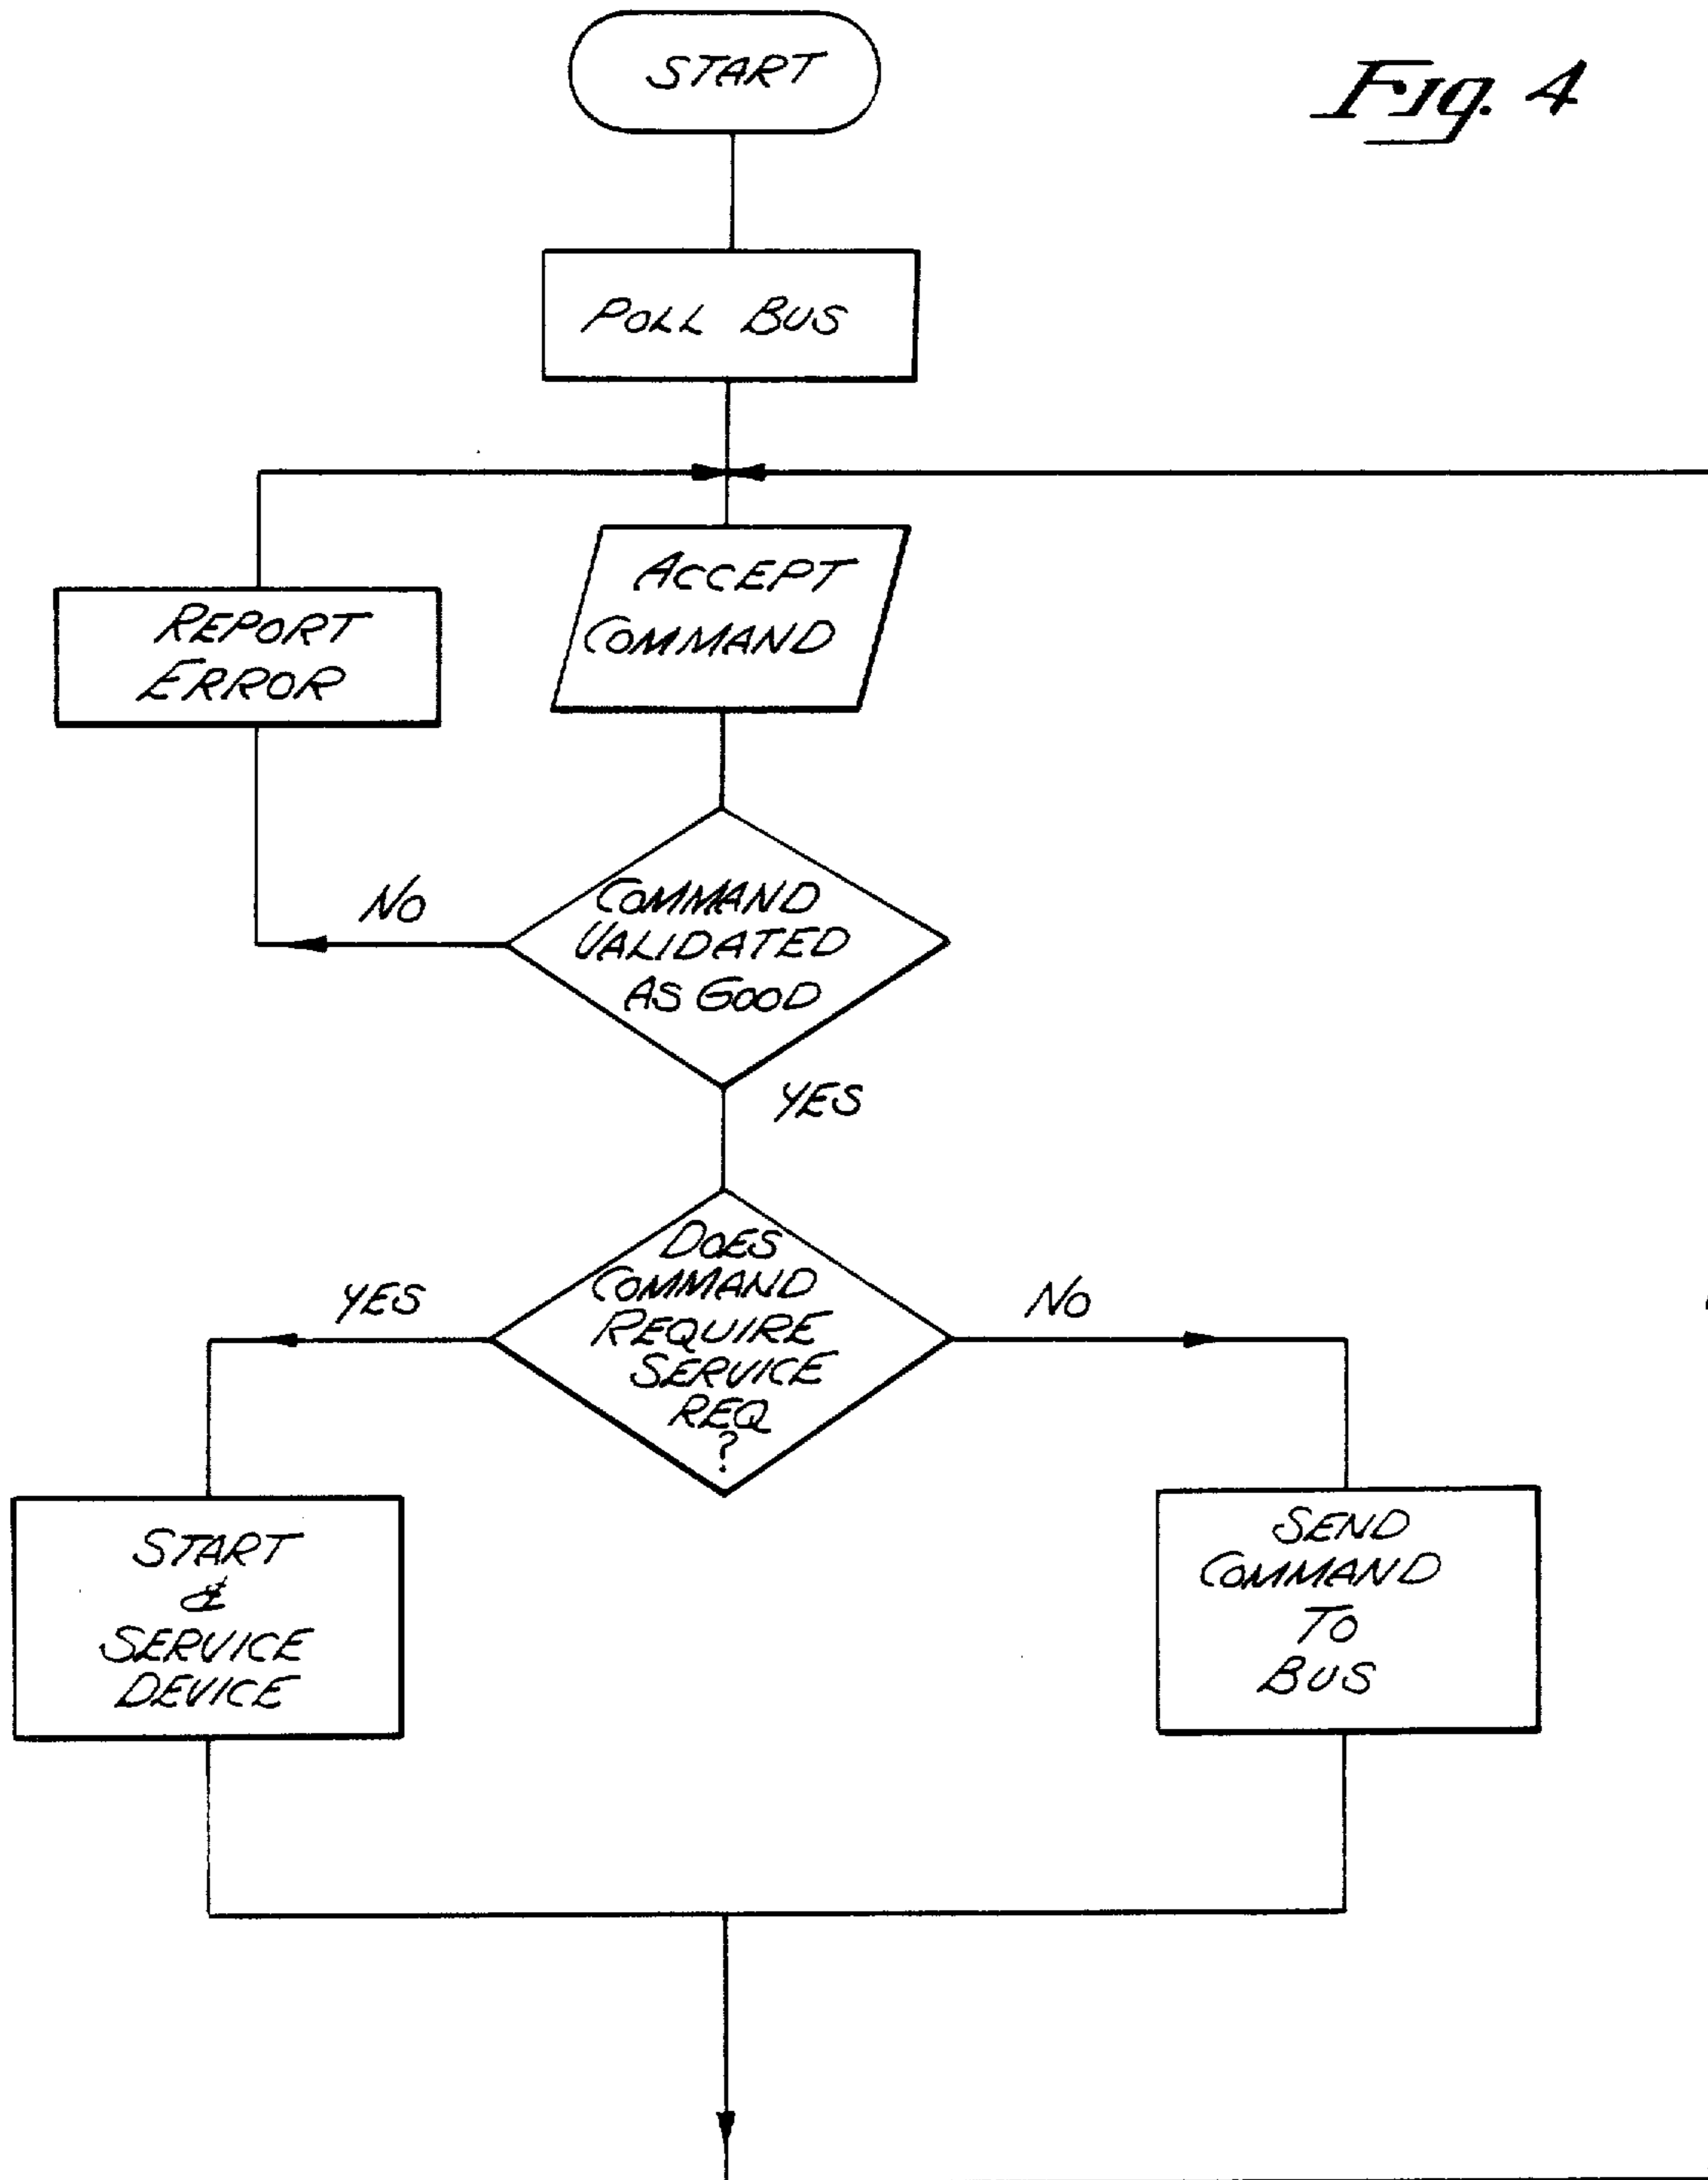 START
Fig. 4
POLL BUS
ACCEPT
COMMAND
REPORT
ERROR
COMMAND
VALIDATED
AS GOOD
NO
YES
DOES
COMMAND
REQUIRE
SERVICE
REQ
?
YES
NO
START
&
SERVICE
DEVICE
SEND
COMMAND
TO
BUS